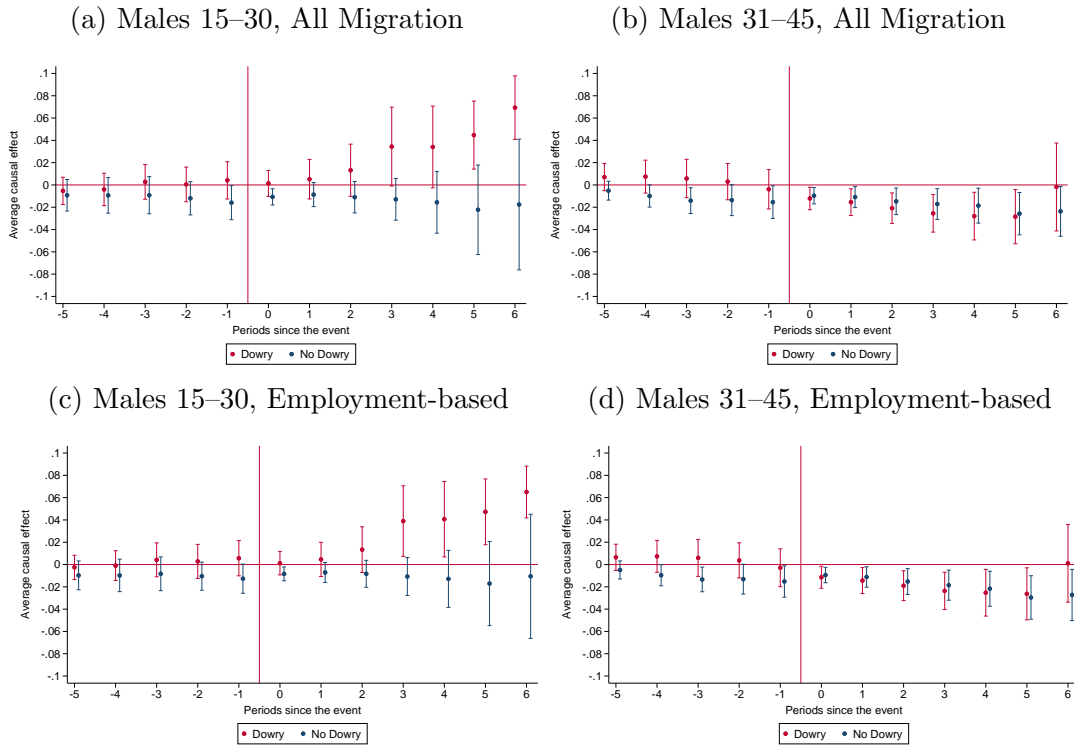 (a) Males 15–30, All Migration
Average causal effect
.1
.08
.06
.04
.02
0
-.02
-.04
-.06
-.08
-.1
-5 -4 -3 -2 -1 0 1 2 3 4 5 6
Periods since the event
Dowry No Dowry
(b) Males 31–45, All Migration
Average causal effect
.1
.08
.06
.04
.02
0
-.02
-.04
-.06
-.08
-.1
-5 -4 -3 -2 -1 0 1 2 3 4 5 6
Periods since the event
Dowry No Dowry
(c) Males 15–30, Employment-based
Average causal effect
.1
.08
.06
.04
.02
0
-.02
-.04
-.06
-.08
-.1
-5 -4 -3 -2 -1 0 1 2 3 4 5 6
Periods since the event
Dowry No Dowry
(d) Males 31–45, Employment-based
Average causal effect
.1
.08
.06
.04
.02
0
-.02
-.04
-.06
-.08
-.1
-5 -4 -3 -2 -1 0 1 2 3 4 5 6
Periods since the event
Dowry No Dowry